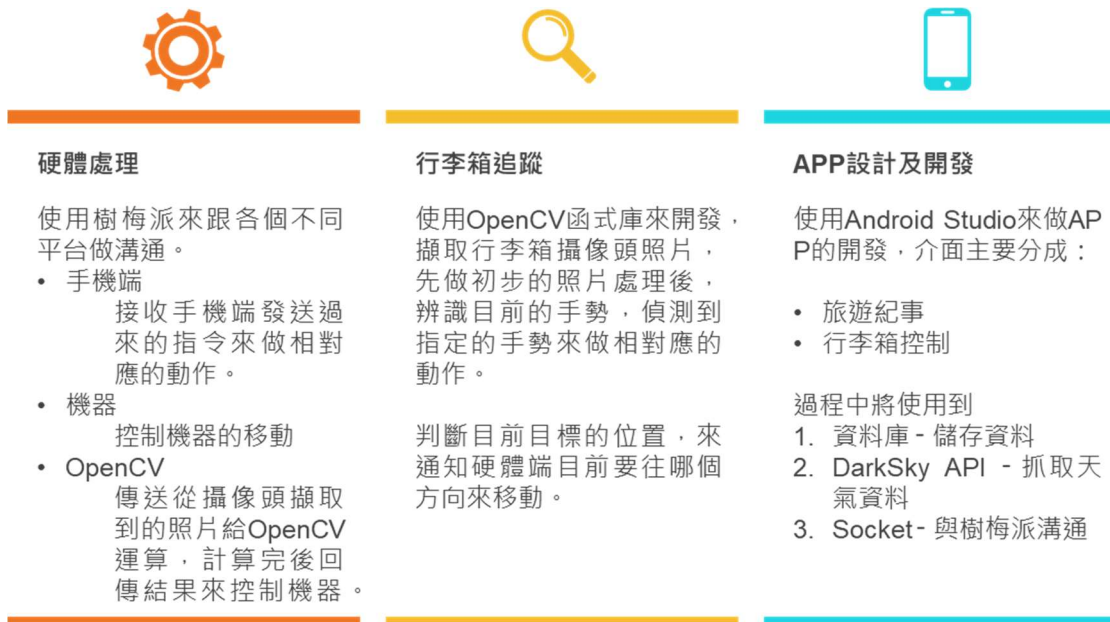 硬體處理
使用樹梅派來跟各個不同
平台做溝通。
• 手機端
接收手機端發送過
來的指令來做相對
應的動作。
• 機器
控制機器的移動
• OpenCV
傳送從攝像頭擷取
到的照片給OpenCV
運算，計算完後回
傳結果來控制機器。
行李箱追蹤
使用OpenCV函式庫來開發，
擷取行李箱攝像頭照片，
先做初步的照片處理後，
辨識目前的手勢，偵測到
指定的手勢來做相對應的
動作。
判斷目前目標的位置，來
通知硬體端目前要往哪個
方向來移動。
APP設計及開發
使用Android Studio來做AP
P的開發，介面主要分成：
• 旅遊紀事
• 行李箱控制
過程中將使用到
1. 資料庫 - 儲存資料
2. DarkSky API - 抓取天
氣資料
3. Socket - 與樹梅派溝通